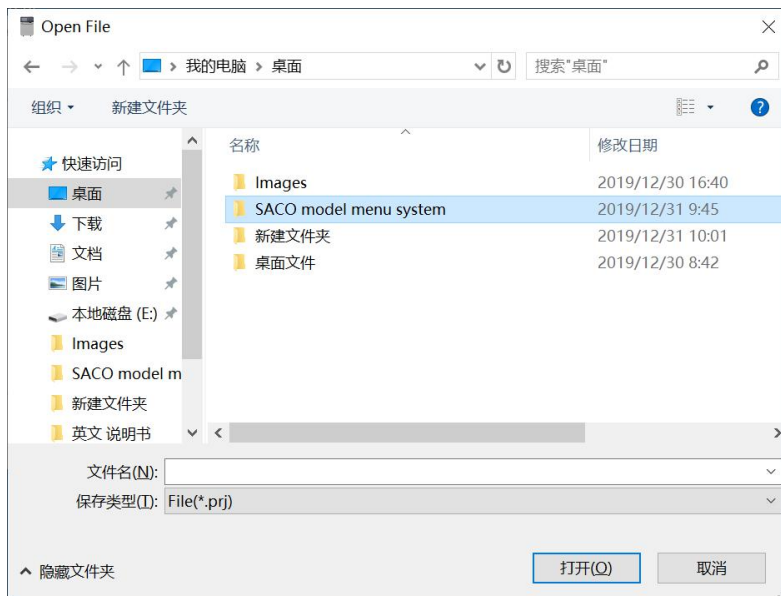 Open File
我的电脑 > 桌面
搜索"桌面"
组织 新建文件夹
名称 修改日期
快速访问
桌面
下载
文档
图片
本地磁盘 (E:)
Images
SACO model m
新建文件夹
英文 说明书
Images 2019/12/30 16:40
SACO model menu system 2019/12/31 9:45
新建文件夹 2019/12/31 10:01
桌面文件 2019/12/30 8:42
文件名(N):
保存类型(T): File(*.prj)
隐藏文件夹 打开(O) 取消